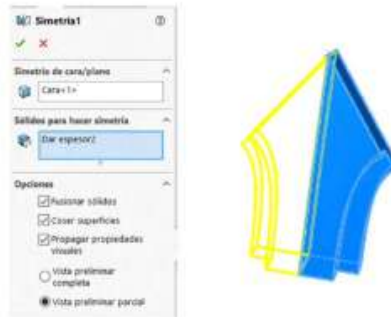 Simetría1
Simetría de cara/plano
Cara<1>
Sólidos para hacer simetría
Dar espesor2
Opciones
Fusionar sólidos
Coser superficies
Propagar propiedades
visuales
Vista preliminar
completa
Vista preliminar parcial